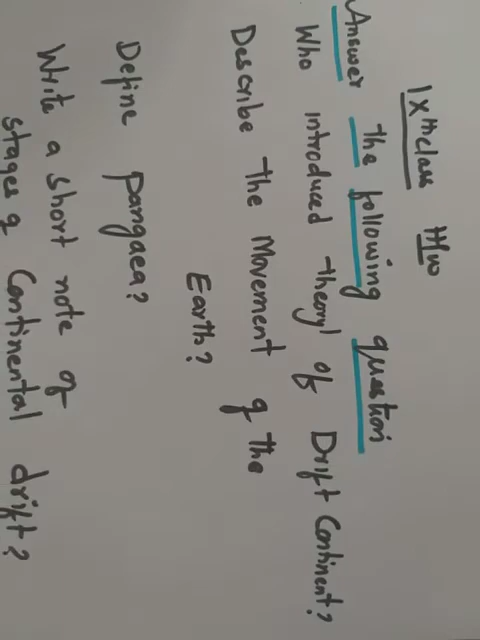 IXth class H/w
Answer the following question
Who introduced theory of Drift Continent?
Describe the Movement of the
Earth?
Define pangaea?
Write a short note of
stages of Continental drift?